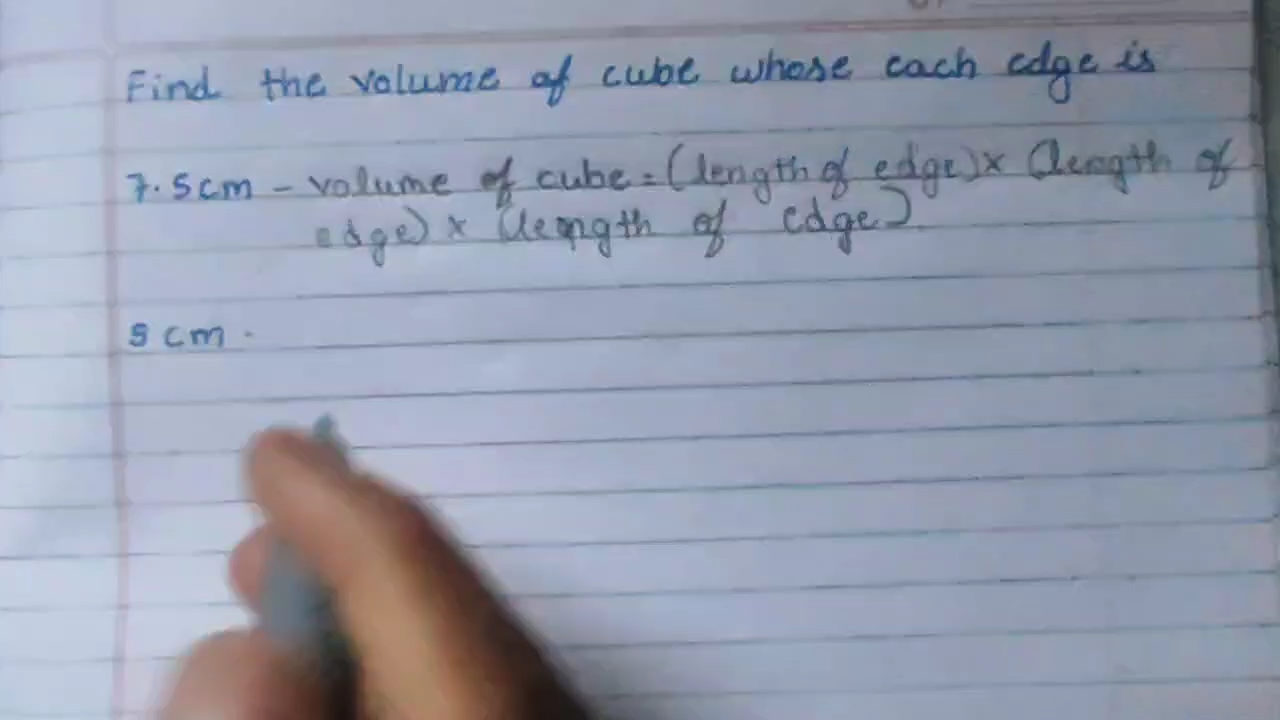 Find the volume of cube whose each edge is
7.5cm - volume of cube = (length of edge) x (length of
edge) x (length of edge)
5 cm -